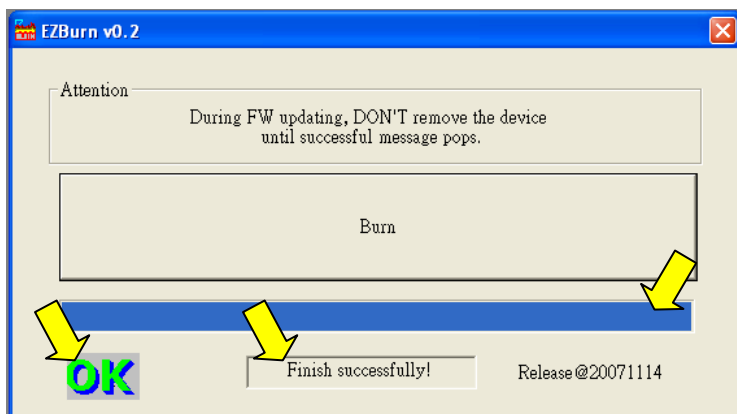 EZBurn v0.2
Attention
During FW updating, DON'T remove the device
until successful message pops.
Burn
OK
Finish successfully!
Release@20071114